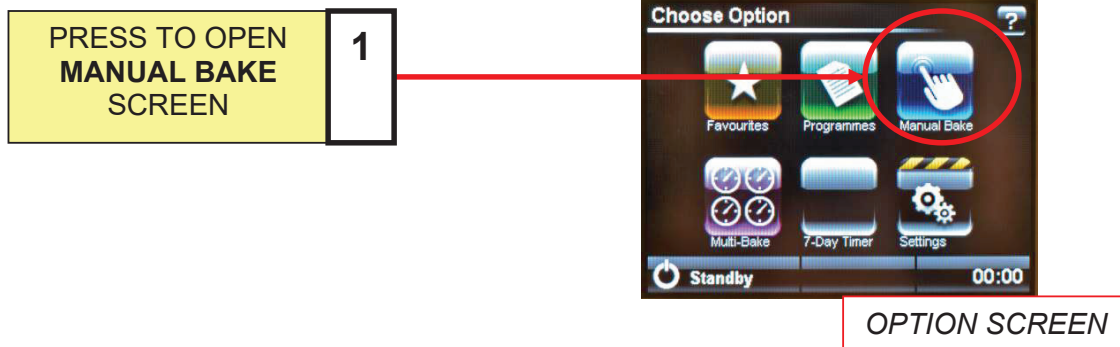 PRESS TO OPEN
MANUAL BAKE
SCREEN
1
Choose Option
?
Favourites
Programmes
Manual Bake
Multi-Bake
7-Day Timer
Settings
Standby
00:00
OPTION SCREEN